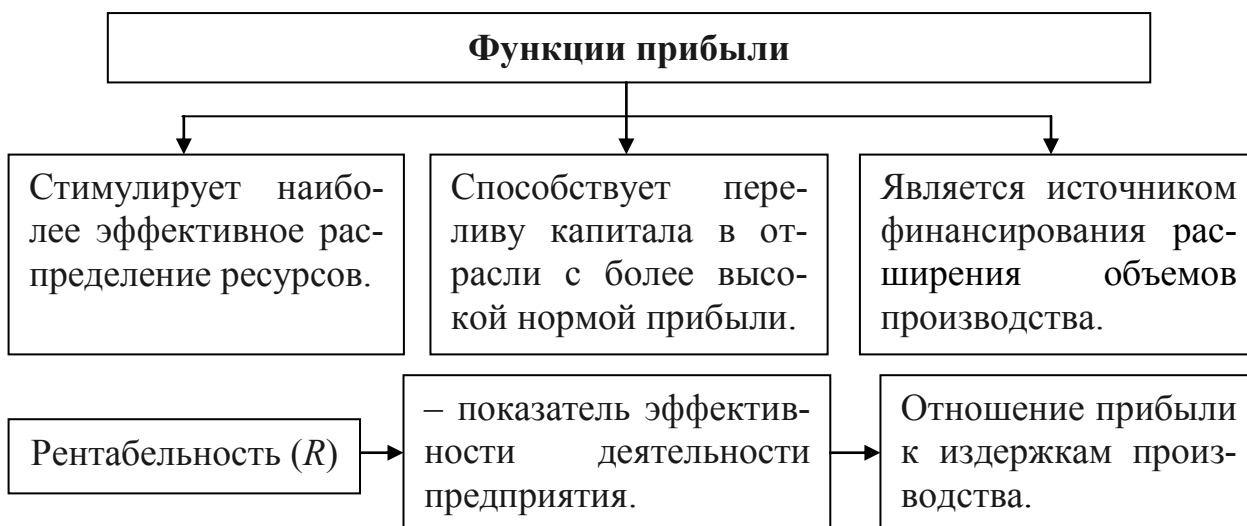 Функции прибыли
Стимулирует наибо-
лее эффективное рас-
пределение ресурсов.
Способствует пере-
ливу капитала в от-
расли с более высо-
кой нормой прибыли.
Является источником
финансирования рас-
ширения объемов
производства.
Рентабельность (R)
– показатель эффектив-
ности деятельности
предприятия.
Отношение прибыли
к издержкам произ-
водства.